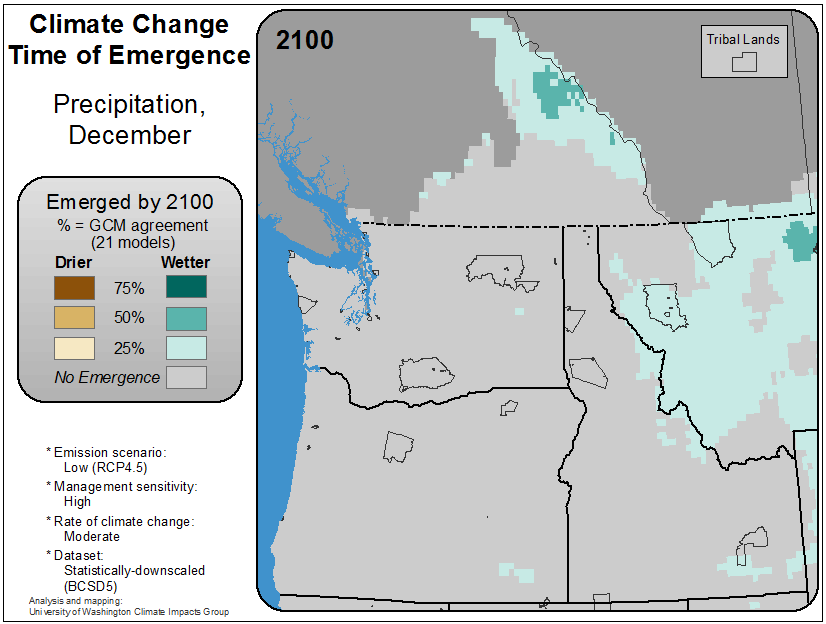 Climate Change
Time of Emergence
Precipitation,
December
Emerged by 2100
% = GCM agreement
(21 models)
Drier Wetter
75%
50%
25%
No Emergence
* Emission scenario:
Low (RCP4.5)
* Management sensitivity:
High
* Rate of climate change:
Moderate
* Dataset:
Statistically-downscaled
(BCSD5)
Analysis and mapping:
University of Washington Climate Impacts Group
2100
Tribal Lands